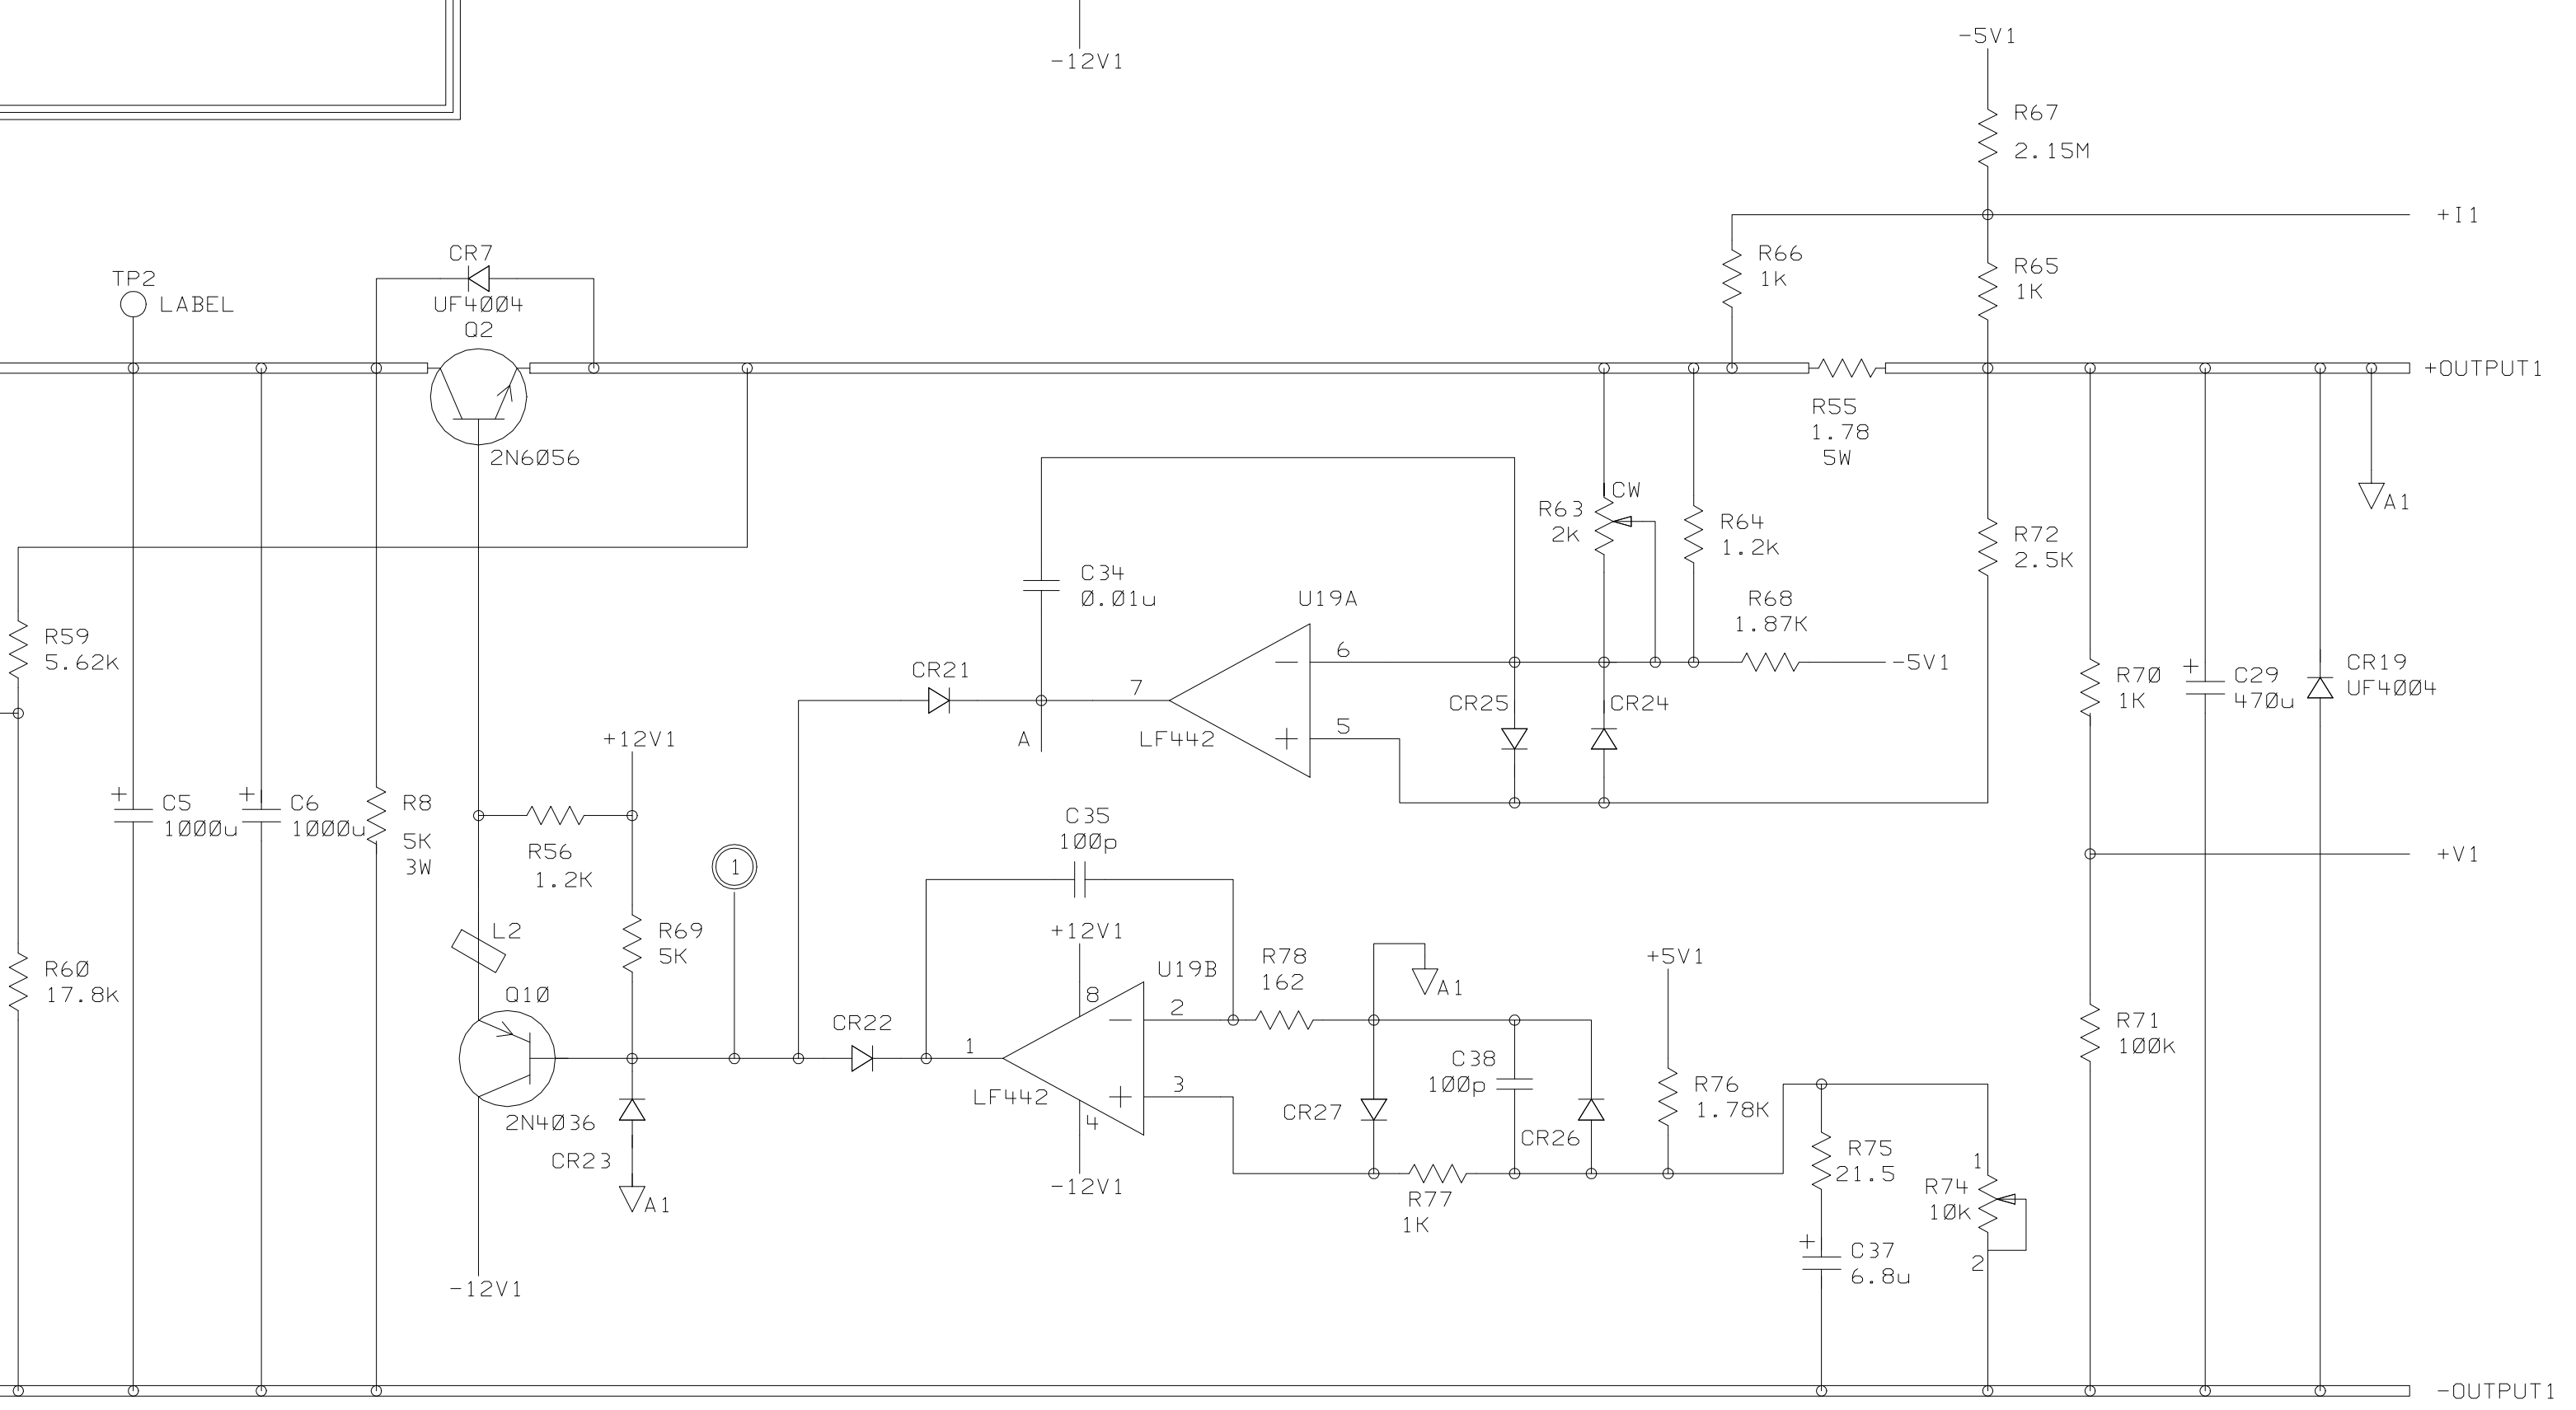 -5V1
-12V1
R67
2.15M
+I1
CR7
UF4004
Q2
R66
1k
R65
1K
TP2
LABEL
+OUTPUT1
R55
1.78
5W
2N6056
CW
R63
2k
R64
1.2k
A1
R72
2.5K
C34
0.01u
U19A
R68
1.87K
R59
5.62k
6
-5V1
CR21
7
R70
1K
C29
470u
CR19
UF4004
CR25
CR24
5
+12V1
A
LF442
C5
1000u
C6
1000u
R8
5K
3W
C35
100p
R56
1.2K
1
+V1
L2
R69
5K
+12V1
R78
162
+5V1
R60
17.8k
U19B
A1
Q10
8
2
CR22
1
R71
100k
C38
100p
3
R76
1.78K
LF442
CR27
4
2N4036
CR26
R75
21.5
CR23
1
-12V1
R74
10k
A1
R77
1K
2
C37
6.8u
-12V1
-OUTPUT1